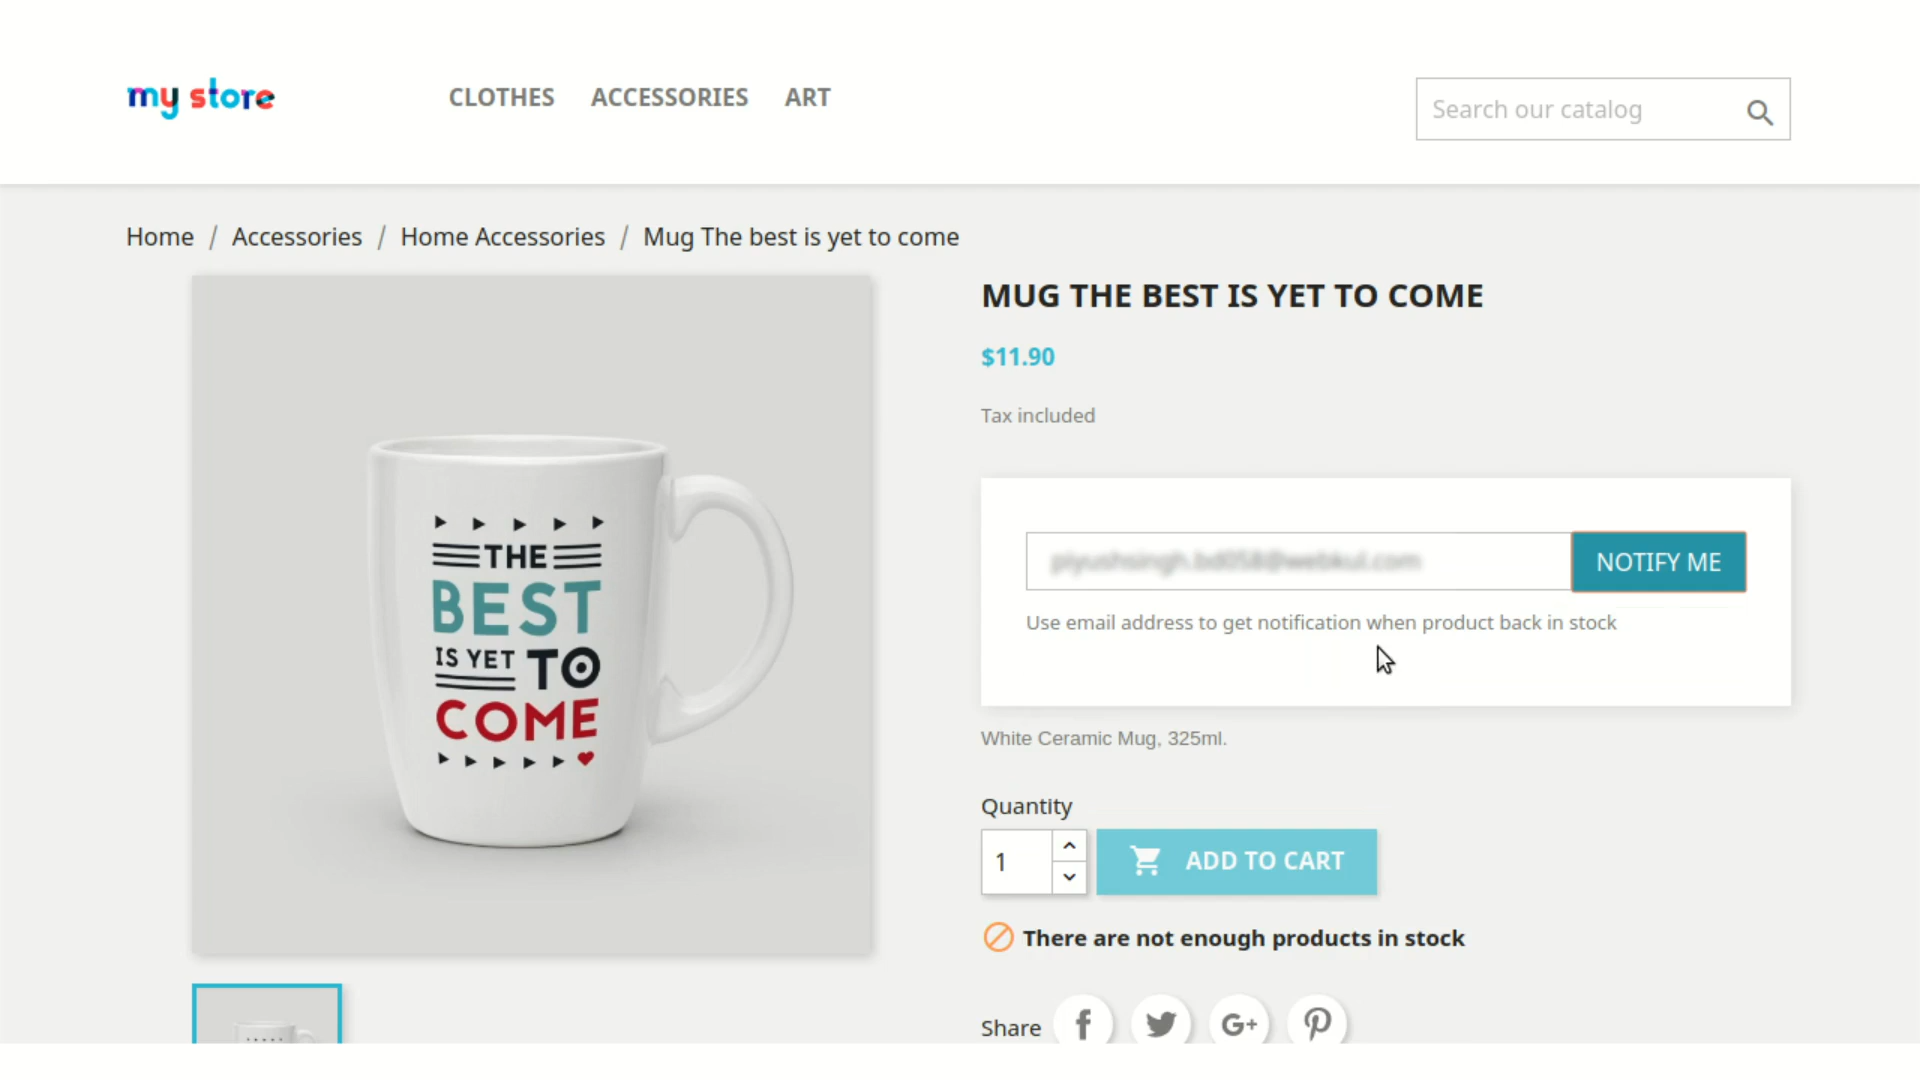 my store
CLOTHES ACCESSORIES ART
Search our catalog
Home / Accessories / Home Accessories / Mug The best is yet to come
MUG THE BEST IS YET TO COME
$11.90
Tax included
NOTIFY ME
Use email address to get notification when product back in stock
White Ceramic Mug, 325ml.
Quantity
1
ADD TO CART
There are not enough products in stock
Share
G+
THE
BEST
IS YET TO
COME